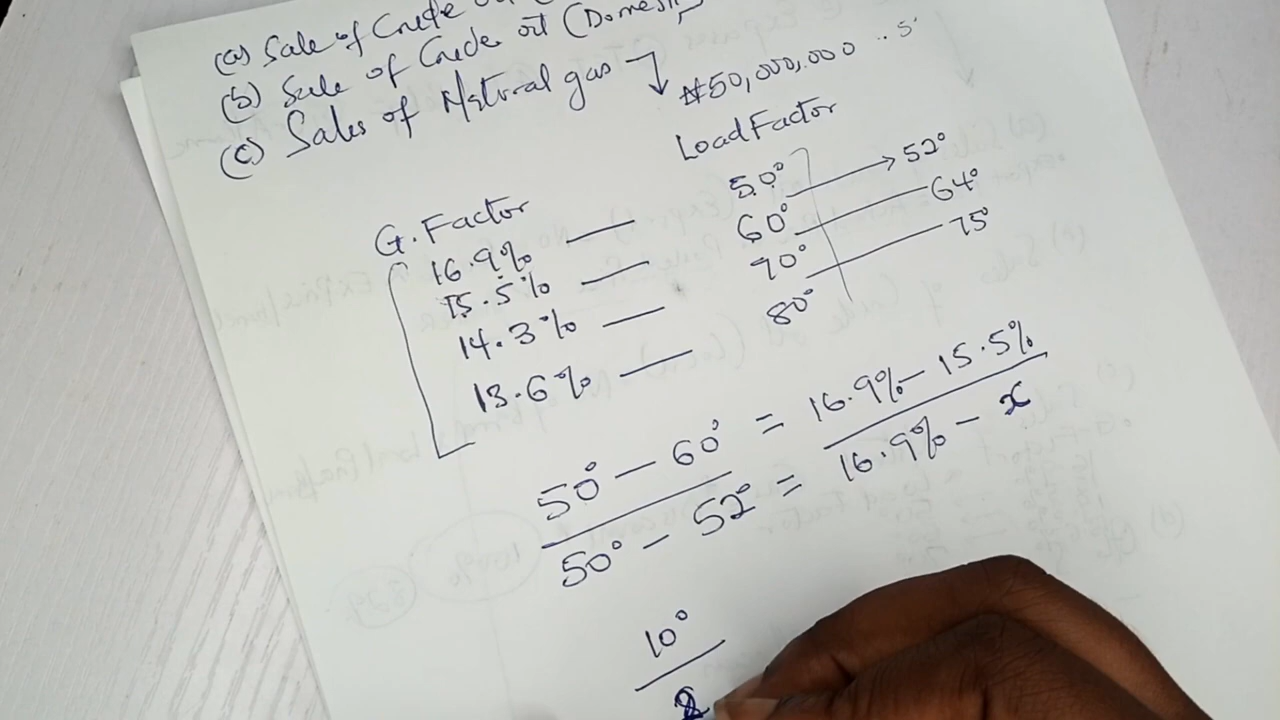 (a) Sale of Crude
(b) Sale of Crude oil (Domesti
(c) Sales of Natural gas
₦50,000,000
Load Factor
50° → 52°
60° — 64°
70° — 75°
80°
G. Factor
16.9% —
15.5% —
14.3% —
13.6% —
50° — 60° = 16.9% — 15.5%
50° — 52° = 16.9% — x
10°